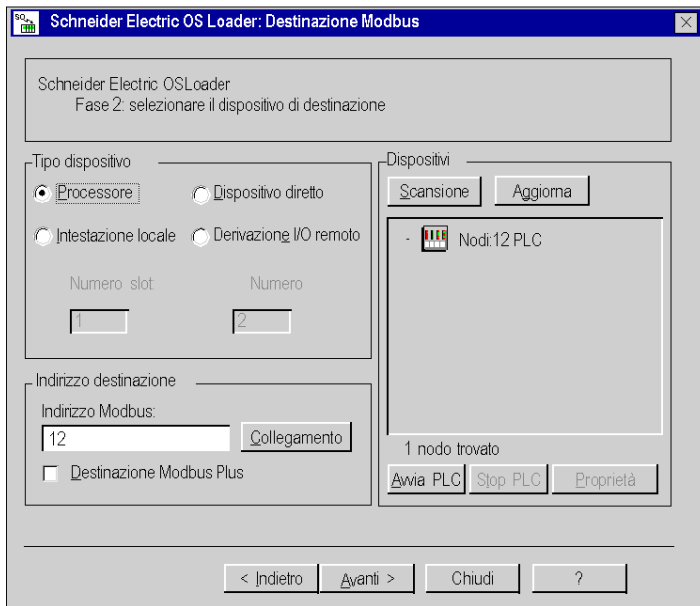 Schneider Electric OS Loader: Destinazione Modbus
Schneider Electric OSLoader
Fase 2: selezionare il dispositivo di destinazione
Tipo dispositivo
Processore
Dispositivo diretto
Intestazione locale
Derivazione I/O remoto
Numero slot:
Numero
1
2
Indirizzo destinazione
Indirizzo Modbus:
12
Collegamento
Destinazione Modbus Plus
Dispositivi
Scansione
Aggiorna
- Nodi:12 PLC
1 nodo trovato
Avvia PLC
Stop PLC
Proprietà
< Indietro
Avanti >
Chiudi
?